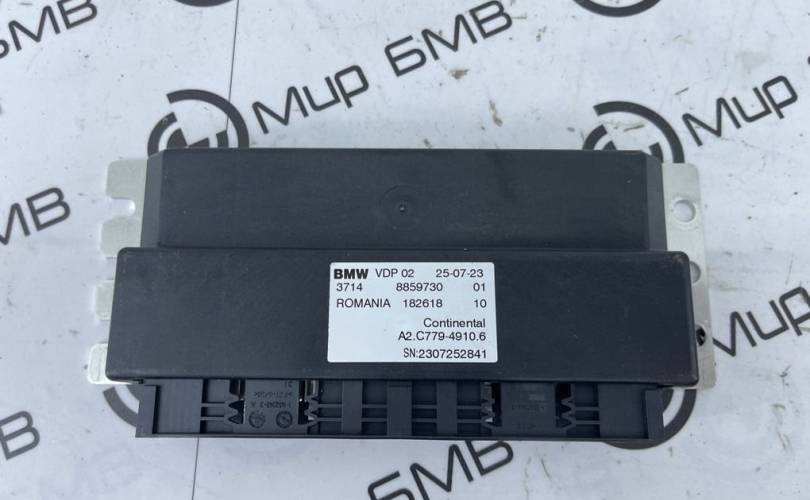 Мир БМВ
Мир БМВ
БМВ
BMW VDP 02 25-07-23
3714 8859730 01
ROMANIA 182618 10
Continental
A2.C779-4910.6
SN:2307252841
Мир
БМВ